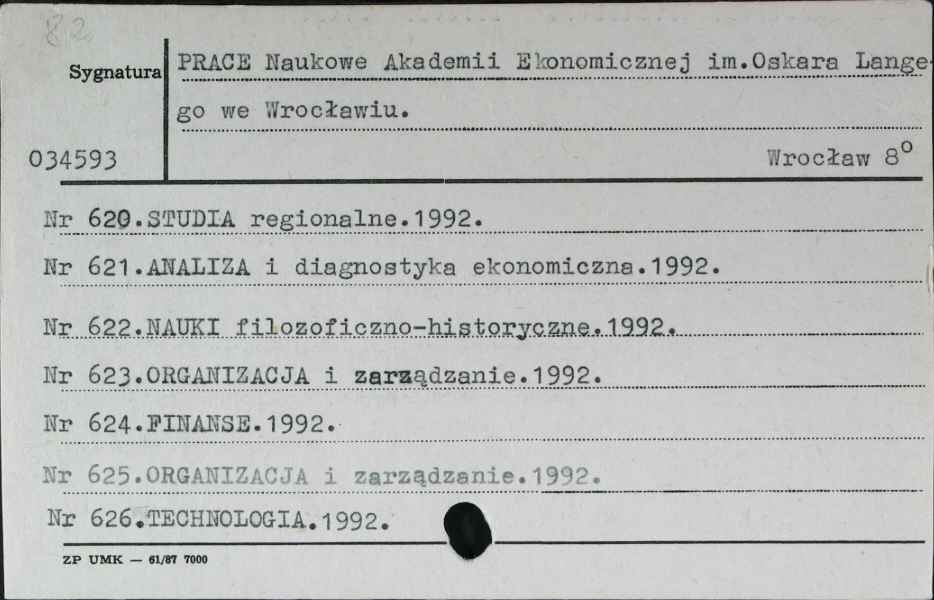 82
Sygnatura
PRACE Naukowe Akademii Ekonomicznej im.Oskara Lange-
go we Wrocławiu.
034593
Wrocław 8º
Nr 620.STUDIA regionalne.1992.
Nr 621.ANALIZA i diagnostyka ekonomiczna.1992.
Nr 622.NAUKI filozoficzno-historyczne.1992.
Nr 623.ORGANIZACJA i zarządzanie.1992.
Nr 624.FINANSE.1992.
Nr 625.ORGANIZACJA i zarządzanie.1992.
Nr 626.TECHNOLOGIA.1992.
ZP UMK — 61/87 7000